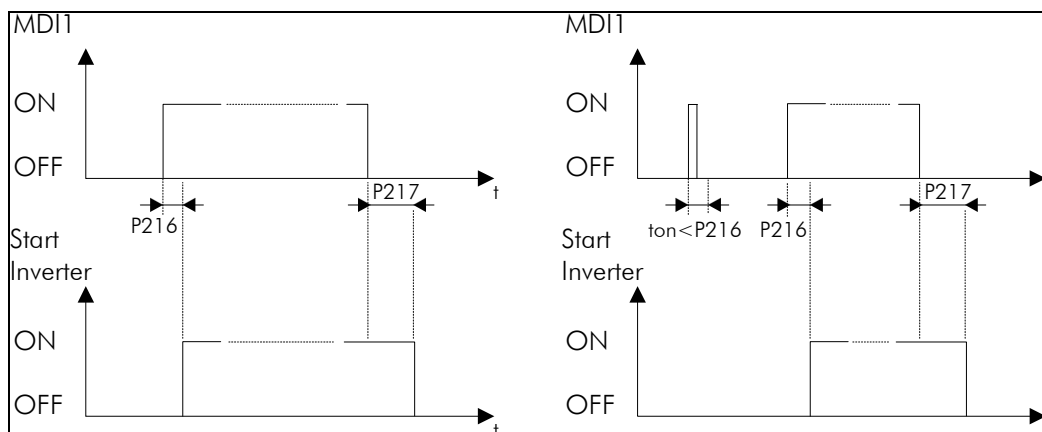 MDI1
ON
OFF
t
P216
P217
Start
Inverter
ON
OFF
t
MDI1
ON
OFF
ton<P216
P216
P217
Start
Inverter
ON
OFF